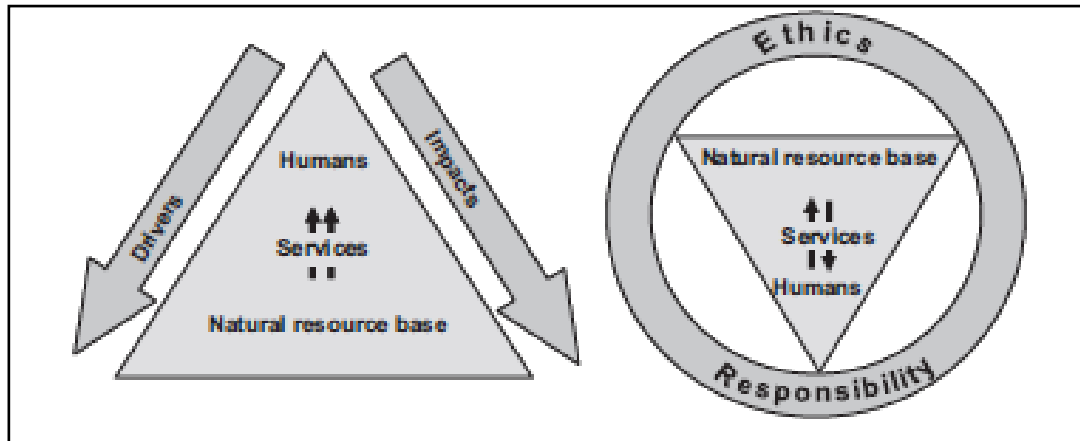 Drivers
Impacts
Humans
Services
Natural resource base
Ethics
Natural resource base
Services
Humans
Responsibility